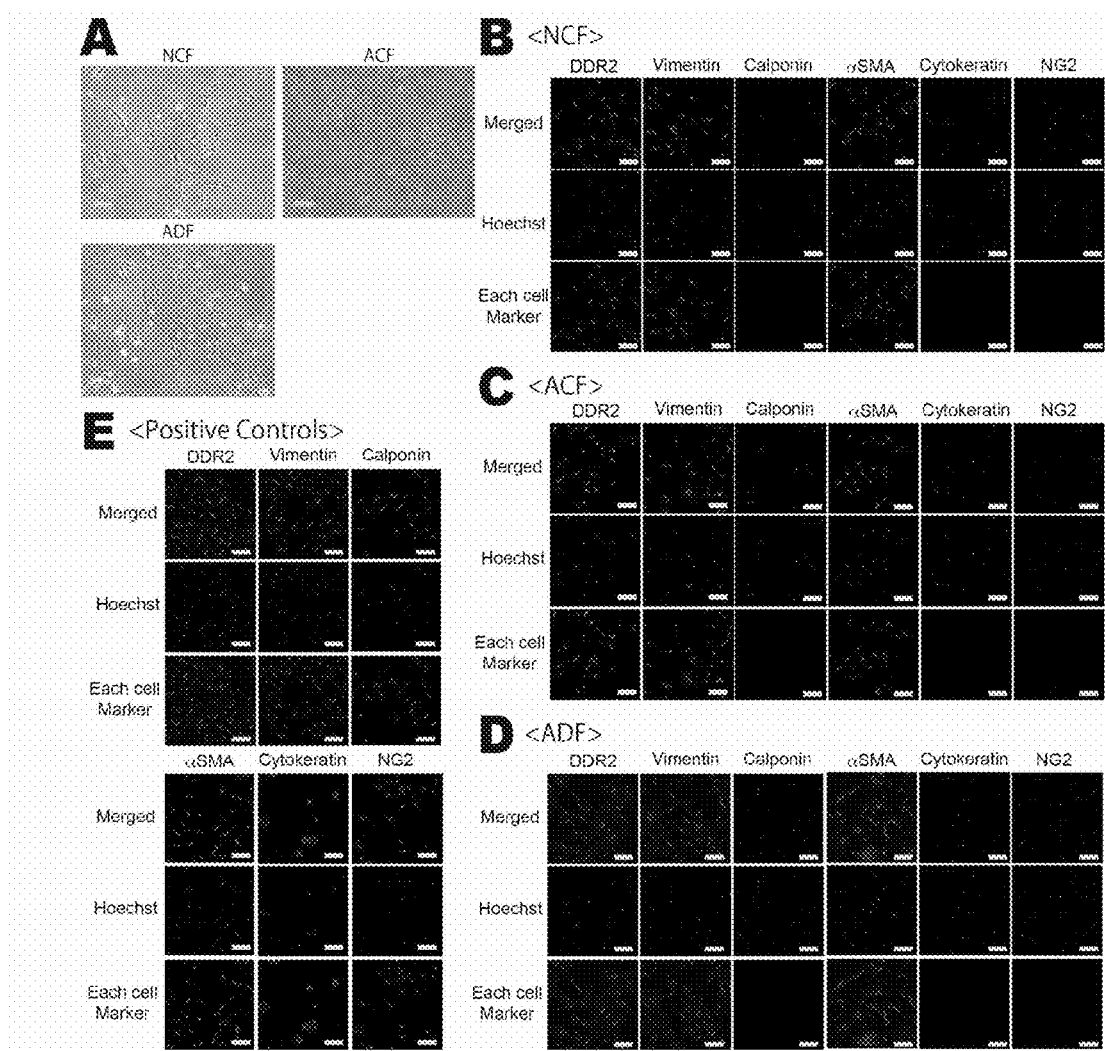 A
NCF ACF
ADF
B <NCF>
DDR2 Vimentin Calponin αSMA Cytokeratin NG2
Merged
Hoechst
Each cell
Marker
C <ACF>
DDR2 Vimentin Calponin αSMA Cytokeratin NG2
Merged
Hoechst
Each cell
Marker
D <ADF>
DDR2 Vimentin Calponin αSMA Cytokeratin NG2
Merged
Hoechst
Each cell
Marker
E <Positive Controls>
DDR2 Vimentin Calponin
Merged
Hoechst
Each cell
Marker
αSMA Cytokeratin NG2
Merged
Hoechst
Each cell
Marker